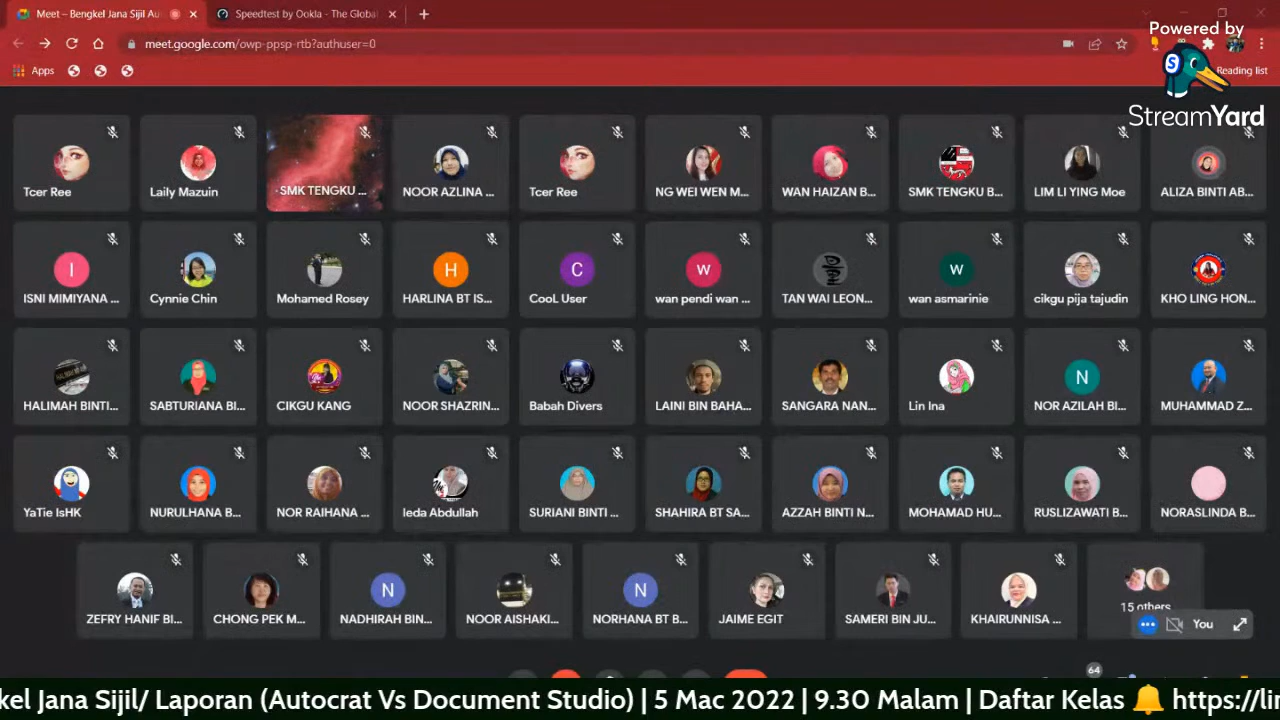 Meet – Bengkel Jana Sijil Au
Speedtest by Ookla - The Globa
meet.google.com/owp-ppsp-rtb?authuser=0
Apps
Reading list
Powered by
S
StreamYard
Tcer Ree
Laily Mazuin
SMK TENGKU ...
NOOR AZLINA ...
Tcer Ree
NG WEI WEN M...
WAN HAIZAN B...
SMK TENGKU B...
LIM LI YING Moe
ALIZA BINTI AB...
I
H
C
w
w
ISNI MIMIYANA ...
Cynnie Chin
Mohamed Rosey
HARLINA BT IS...
CooL User
wan pendi wan ...
TAN WAI LEON...
wan asmarinie
cikgu pija tajudin
KHO LING HON...
N
HALIMAH BINTI...
SABTURIANA BI...
CIKGU KANG
NOOR SHAZRIN...
Babah Divers
LAINI BIN BAHA...
SANGARA NAN...
Lin Ina
NOR AZILAH BI...
MUHAMMAD Z...
YaTie IsHK
NURULHANA B...
NOR RAIHANA ...
Ieda Abdullah
SURIANI BINTI ...
SHAHIRA BT SA...
AZZAH BINTI N...
MOHAMAD HU...
RUSLIZAWATI B...
NORASLINDA B...
N
N
ZEFRY HANIF BI...
CHONG PEK M...
NADHIRAH BIN...
NOOR AISHAKI...
NORHANA BT B...
JAIME EGIT
SAMERI BIN JU...
KHAIRUNNISA ...
15 others
You
64
kel Jana Sijil/ Laporan (Autocrat Vs Document Studio) | 5 Mac 2022 | 9.30 Malam | Daftar Kelas 🔔 https://lin